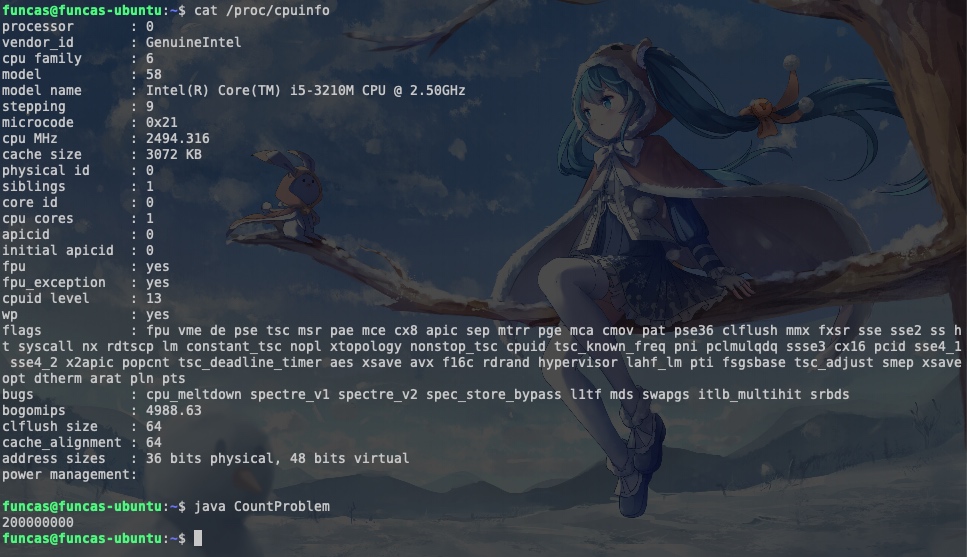 funcas@funcas-ubuntu:~$ cat /proc/cpuinfo
processor : 0
vendor_id : GenuineIntel
cpu family : 6
model : 58
model name : Intel(R) Core(TM) i5-3210M CPU @ 2.50GHz
stepping : 9
microcode : 0x21
cpu MHz : 2494.316
cache size : 3072 KB
physical id : 0
siblings : 1
core id : 0
cpu cores : 1
apicid : 0
initial apicid : 0
fpu : yes
fpu_exception : yes
cpuid level : 13
wp : yes
flags : fpu vme de pse tsc msr pae mce cx8 apic sep mtrr pge mca cmov pat pse36 clflush mmx fxsr sse sse2 ss h
t syscall nx rdtscp lm constant_tsc nopl xtopology nonstop_tsc cpuid tsc_known_freq pni pclmulqdq ssse3 cx16 pcid sse4_1
sse4_2 x2apic popcnt tsc_deadline_timer aes xsave avx f16c rdrand hypervisor lahf_lm pti fsgsbase tsc_adjust smep xsave
opt dtherm arat pln pts
bugs : cpu_meltdown spectre_v1 spectre_v2 spec_store_bypass l1tf mds swapgs itlb_multihit srbds
bogomips : 4988.63
clflush size : 64
cache_alignment : 64
address sizes : 36 bits physical, 48 bits virtual
power management:
funcas@funcas-ubuntu:~$ java CountProblem
200000000
funcas@funcas-ubuntu:~$